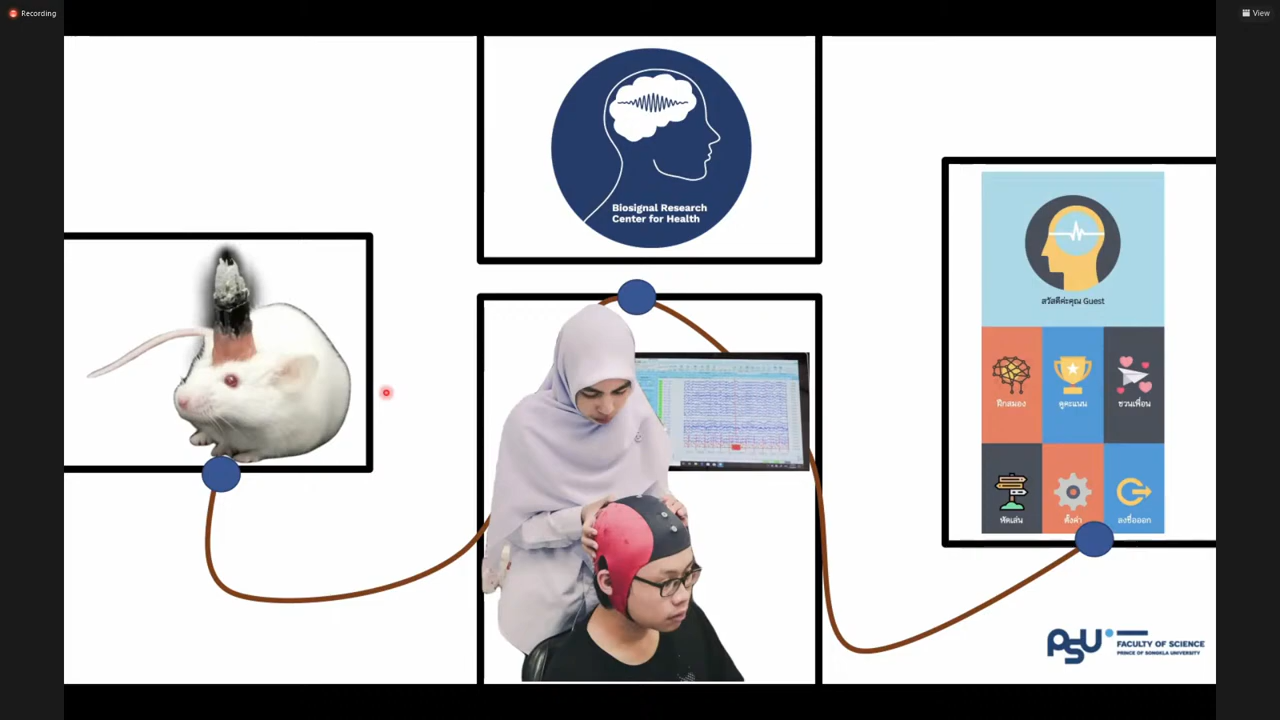 Recording
View
Biosignal Research
Center for Health
สวัสดีค่ะคุณ Guest
ฝึกสมอง
ดูคะแนน
ชวนเพื่อน
หัดเล่น
ตั้งค่า
ลงชื่อออก
PSU
FACULTY OF SCIENCE
PRINCE OF SONGKLA UNIVERSITY